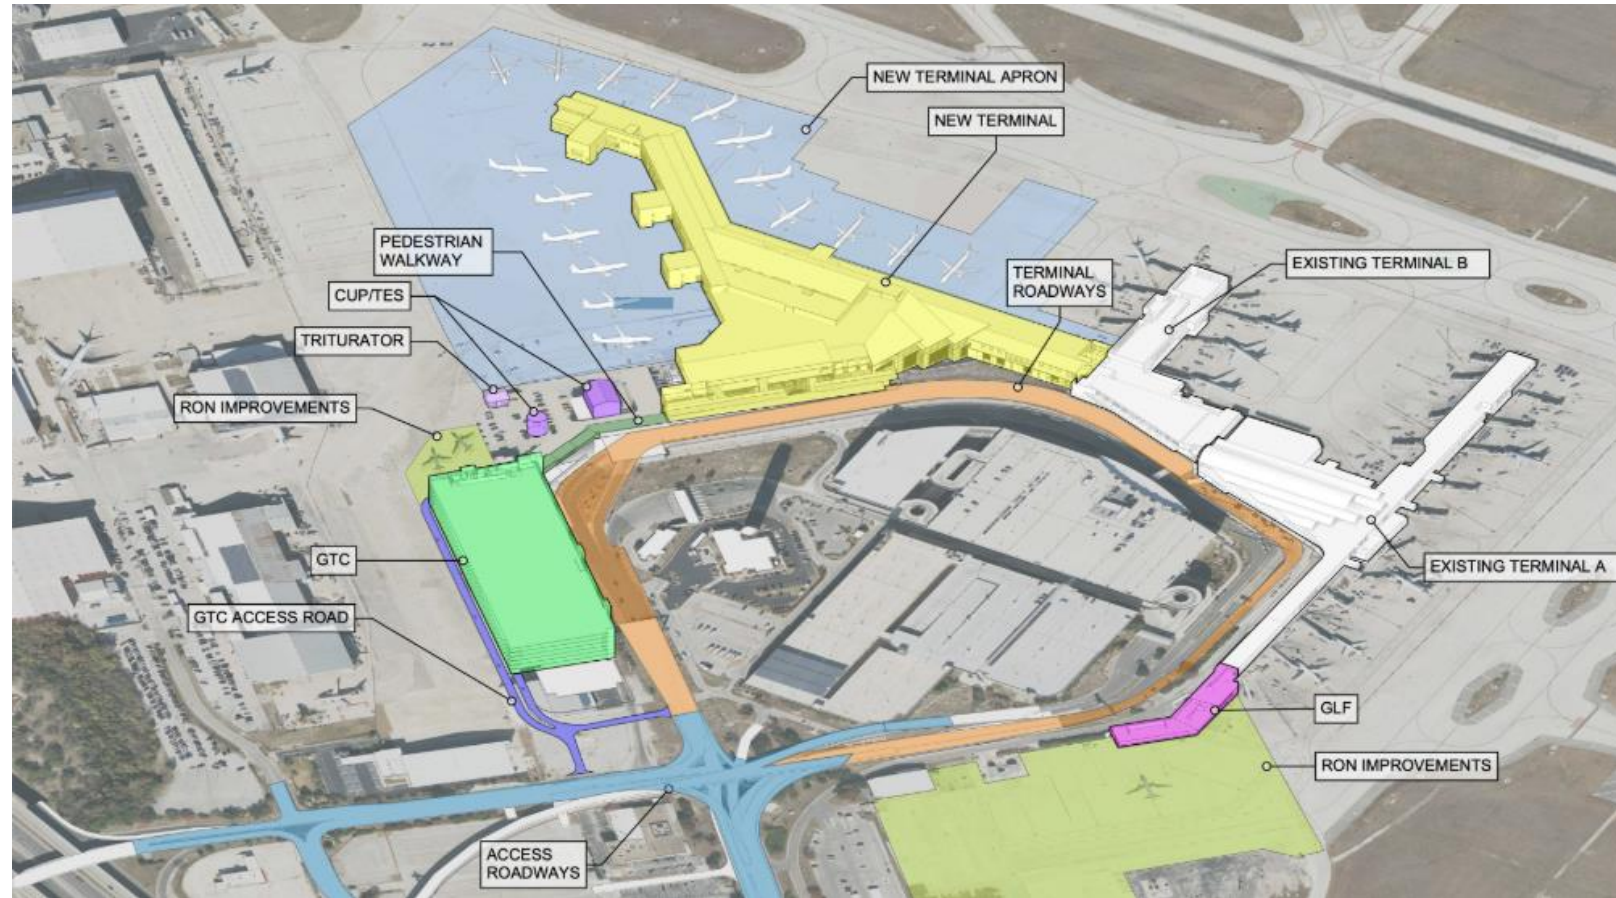 NEW TERMINAL APRON
NEW TERMINAL
PEDESTRIAN
WALKWAY
EXISTING TERMINAL B
TERMINAL
ROADWAYS
CUP/TES
TRITURATOR
RON IMPROVEMENTS
GTC
EXISTING TERMINAL A
GTC ACCESS ROAD
GLF
RON IMPROVEMENTS
ACCESS
ROADWAYS